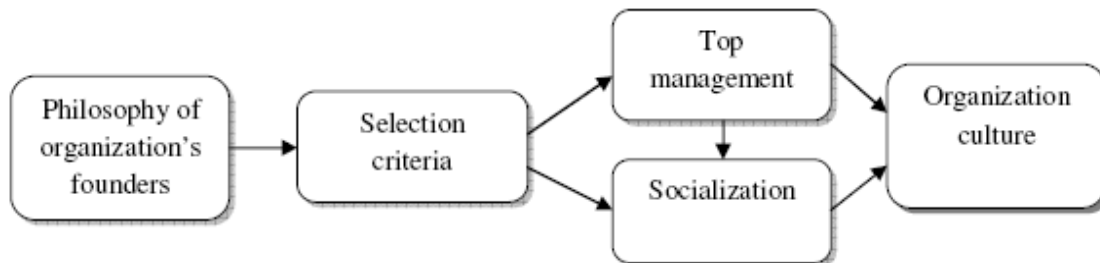 Philosophy of
organization's
founders
Selection
criteria
Top
management
Socialization
Organization
culture